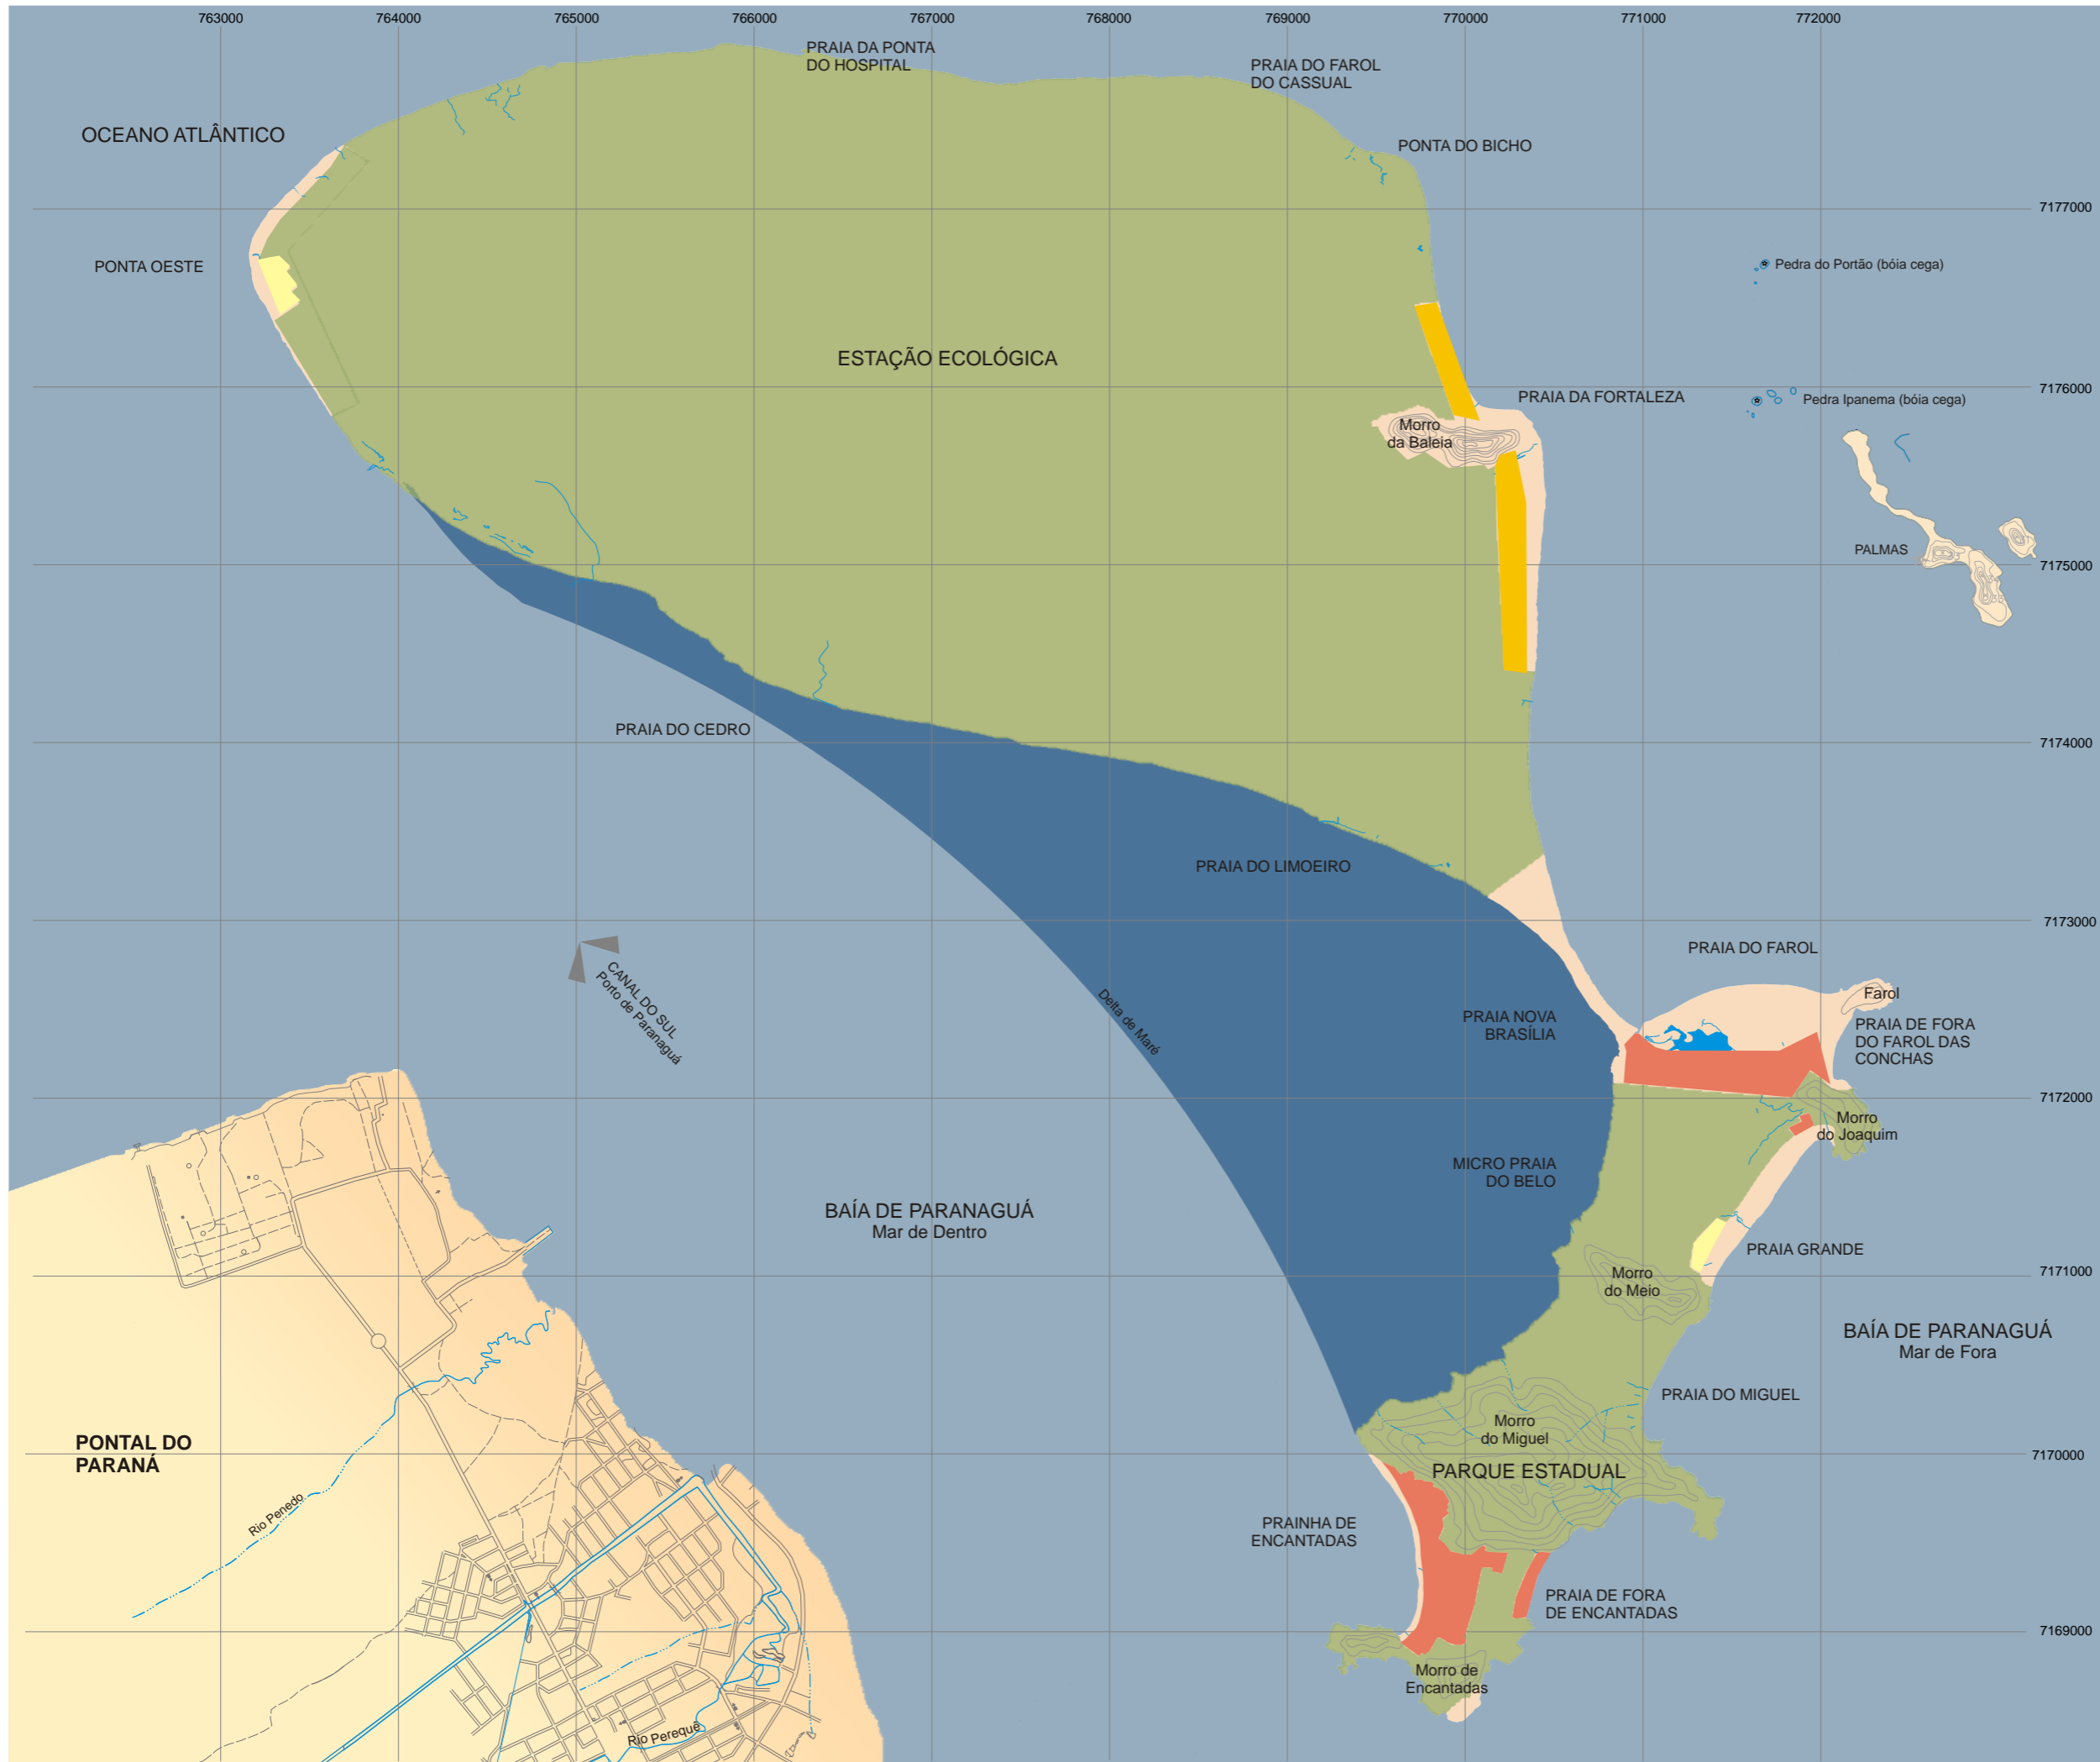 763000
764000
765000
766000
767000
768000
769000
770000
771000
772000
PRAIA DA PONTA
DO HOSPITAL
PRAIA DO FAROL
DO CASSUAL
OCEANO ATLÂNTICO
PONTA DO BICHO
7177000
PONTA OESTE
Pedra do Portão (bóia cega)
ESTAÇÃO ECOLÓGICA
7176000
PRAIA DA FORTALEZA
Pedra Ipanema (bóia cega)
Morro
da Baleia
PALMAS
7175000
PRAIA DO CEDRO
7174000
PRAIA DO LIMOEIRO
7173000
PRAIA DO FAROL
CANAL DO SUL
Porto de Paranaguá
Delta de Maré
Farol
PRAIA NOVA
BRASÍLIA
PRAIA DE FORA
DO FAROL DAS
CONCHAS
7172000
Morro
do Joaquim
MICRO PRAIA
DO BELO
BAÍA DE PARANAGUÁ
Mar de Dentro
PRAIA GRANDE
7171000
Morro
do Meio
BAÍA DE PARANAGUÁ
Mar de Fora
PRAIA DO MIGUEL
Morro
do Miguel
PONTAL DO
PARANÁ
7170000
PARQUE ESTADUAL
Rio Penedo
PRAINHA DE
ENCANTADAS
PRAIA DE FORA
DE ENCANTADAS
7169000
Morro de
Encantadas
Rio Perequê